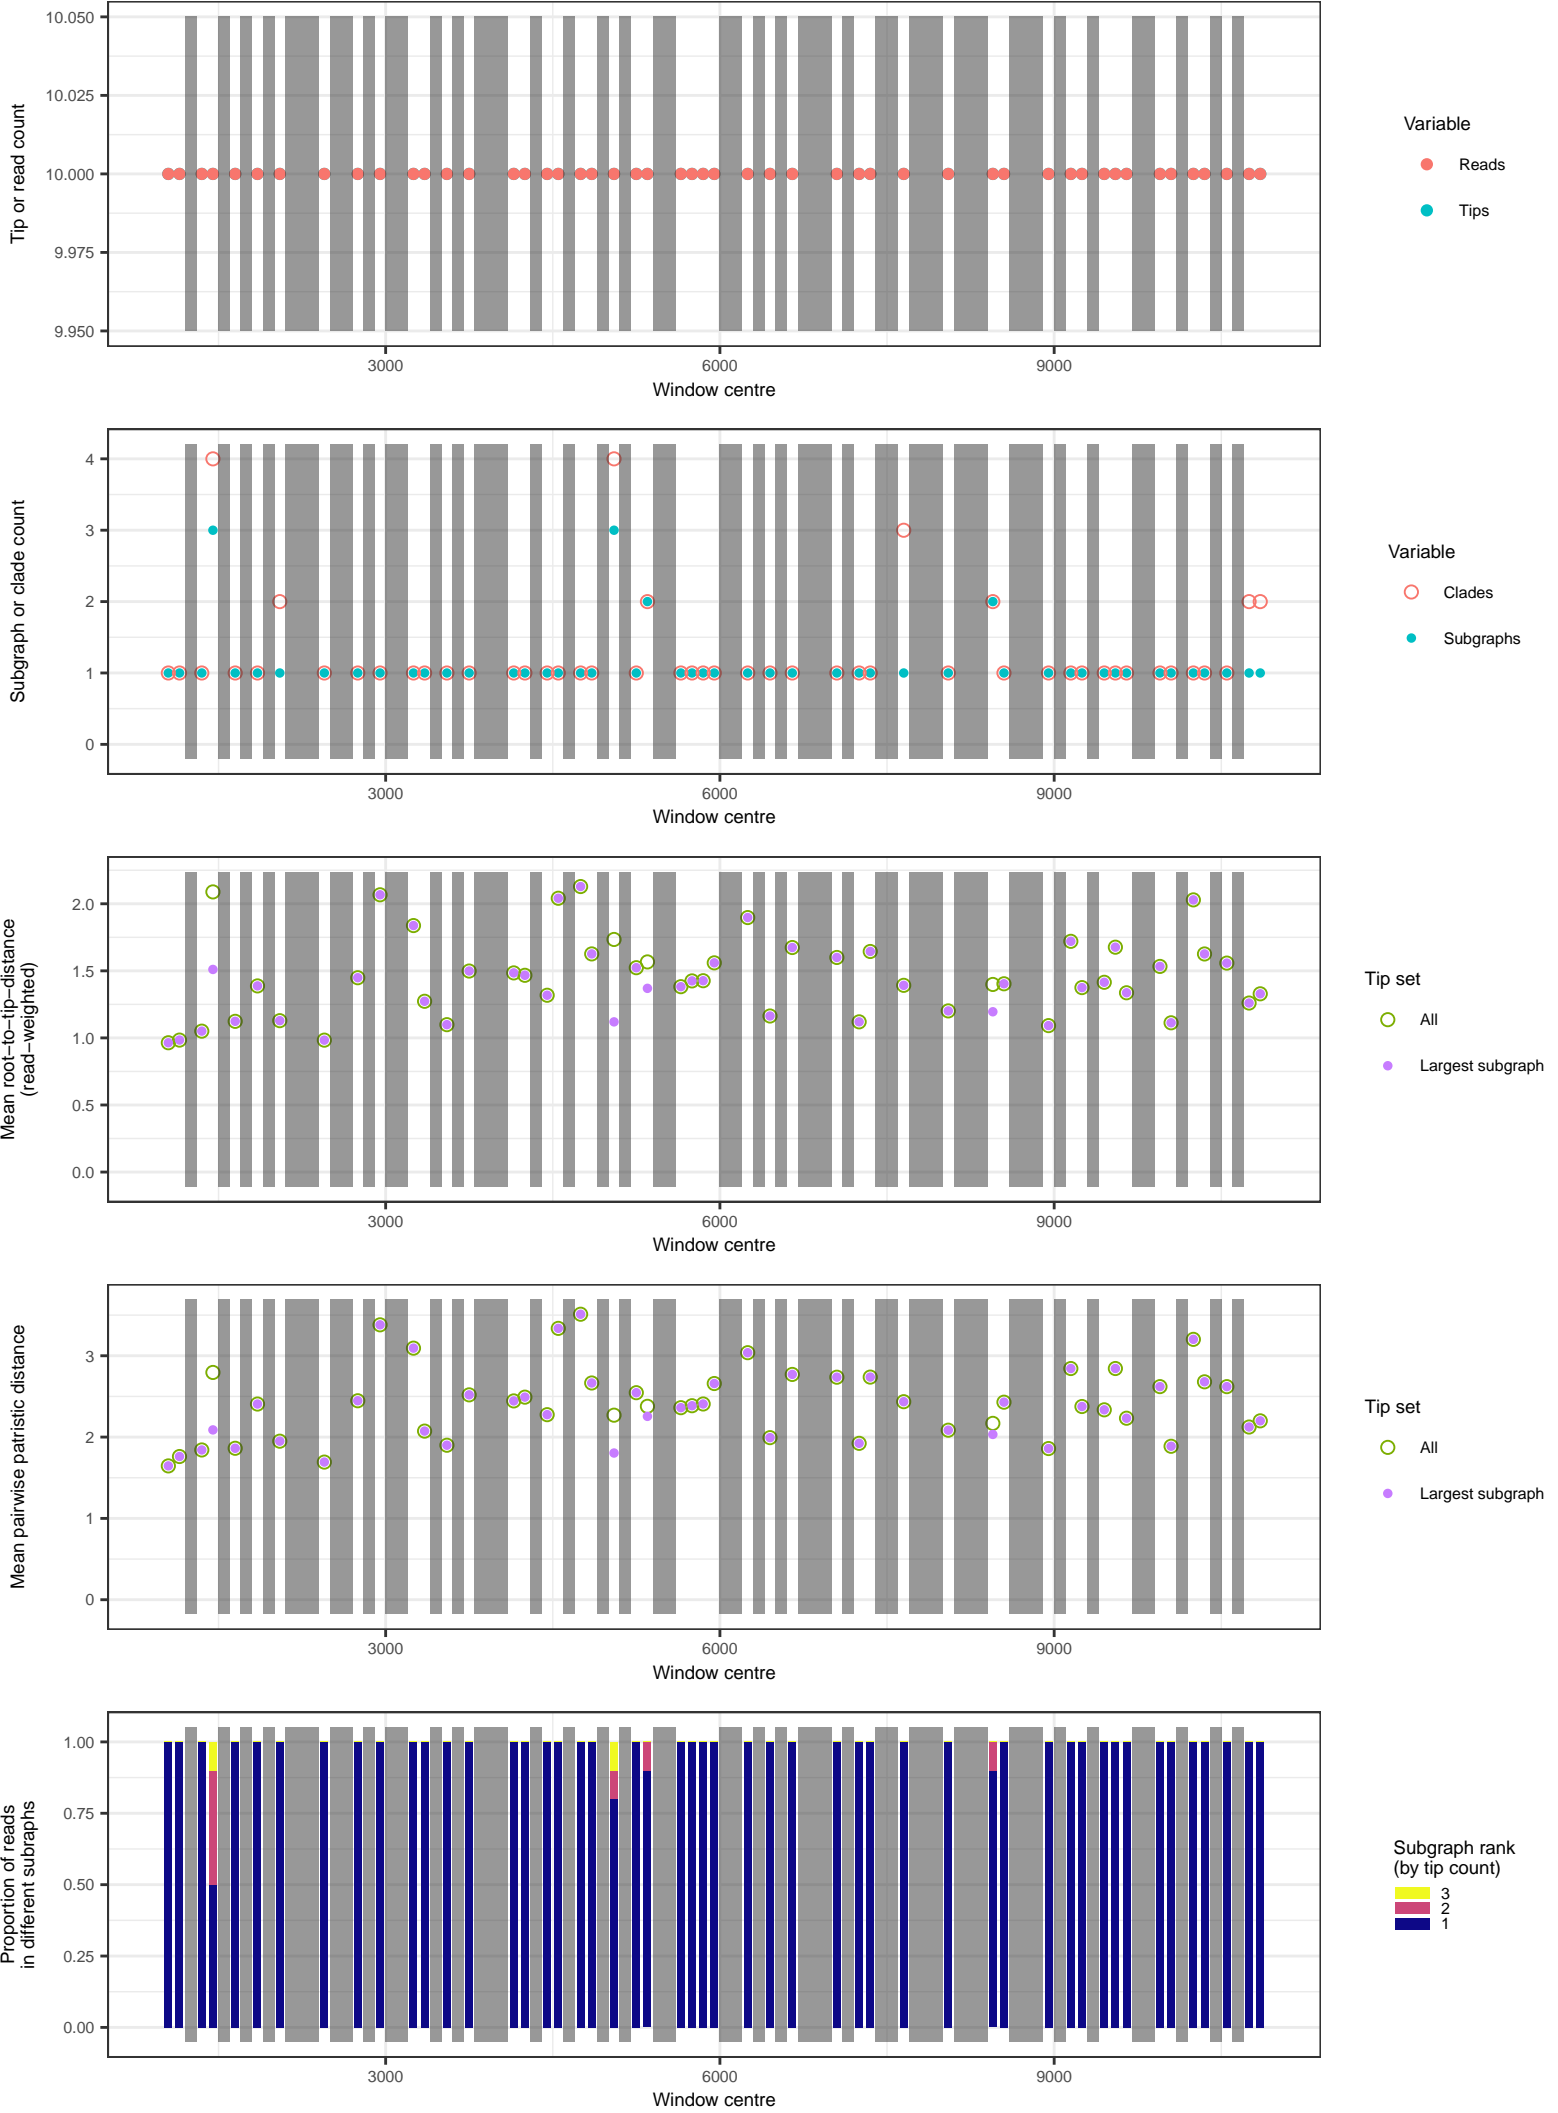 10.050
10.025
10.000
9.975
9.950
Tip or read count
3000
6000
9000
Window centre
Variable
Reads
Tips
4
3
2
1
0
Subgraph or clade count
3000
6000
9000
Window centre
Variable
Clades
Subgraphs
2.0
1.5
1.0
0.5
0.0
Mean root−to−tip−distance
(read−weighted)
3000
6000
9000
Window centre
Tip set
All
Largest subgraph
3
2
1
0
Mean pairwise patristic distance
3000
6000
9000
Window centre
Tip set
All
Largest subgraph
1.00
0.75
0.50
0.25
0.00
Proportion of reads
in different subraphs
3000
6000
9000
Window centre
Subgraph rank
(by tip count)
3
2
1